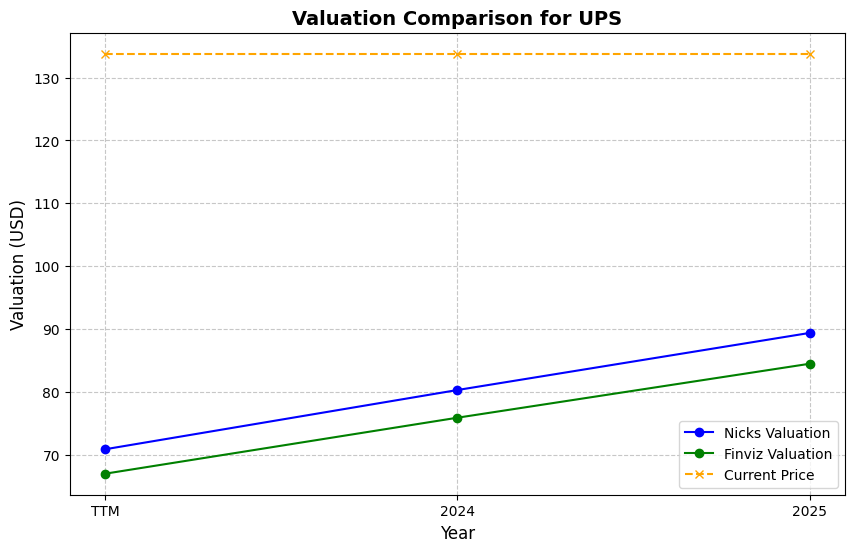 Valuation Comparison for UPS
Valuation (USD)
130
120
110
100
90
80
70
Nicks Valuation
Finviz Valuation
Current Price
TTM 2024 2025
Year